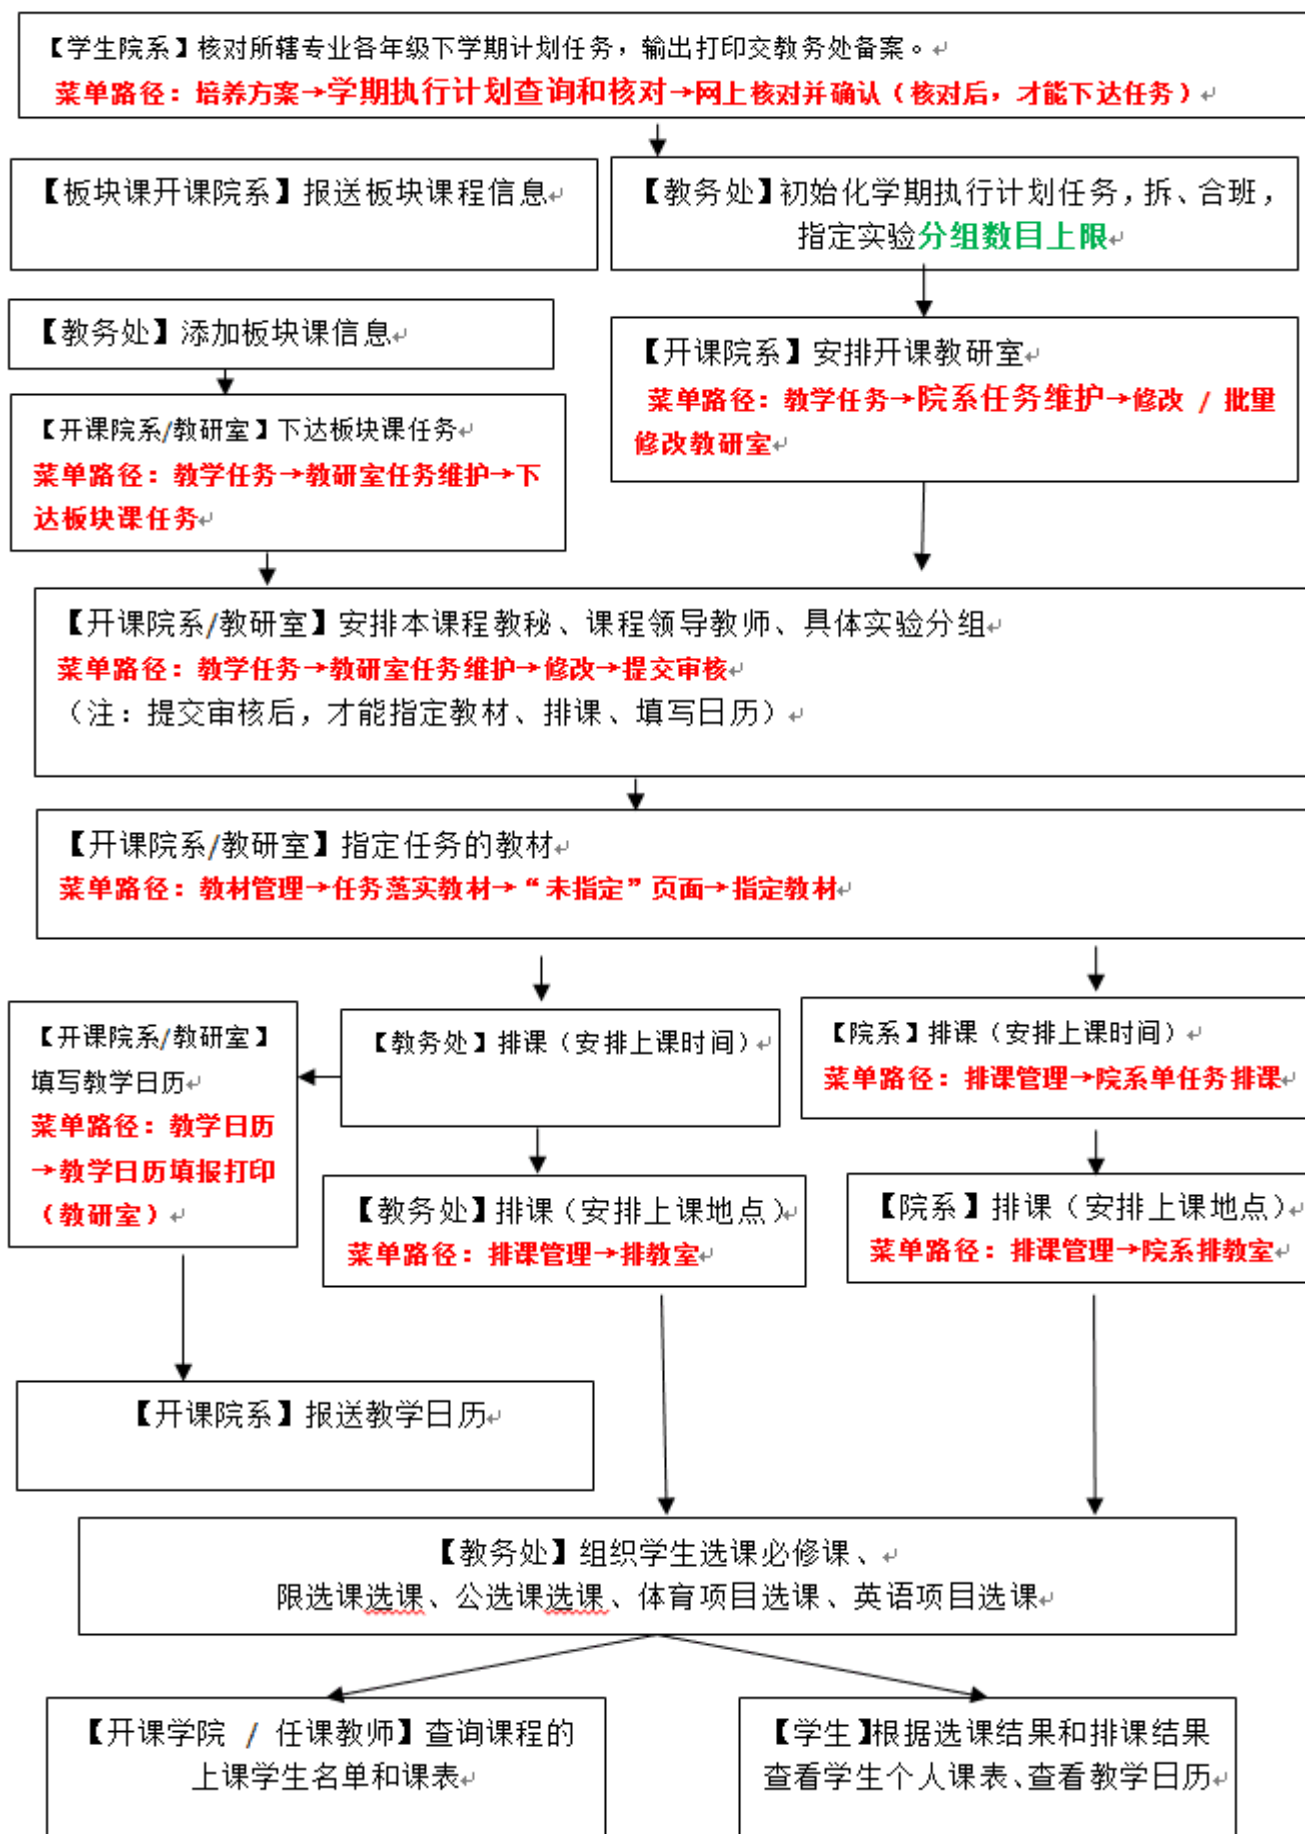 【学生院系】核对所辖专业各年级下学期计划任务，输出打印交教务处备案。
菜单路径：培养方案→学期执行计划查询和核对→网上核对并确认（核对后，才能下达任务）
【板块课开课院系】报送板块课程信息
【教务处】初始化学期执行计划任务，拆、合班，
指定实验分组数目上限
【教务处】添加板块课信息
【开课院系】安排开课教研室
菜单路径：教学任务→院系任务维护→修改 / 批量
修改教研室
【开课院系/教研室】下达板块课任务
菜单路径：教学任务→教研室任务维护→下
达板块课任务
【开课院系/教研室】安排本课程教秘、课程领导教师、具体实验分组
菜单路径：教学任务→教研室任务维护→修改→提交审核
（注：提交审核后，才能指定教材、排课、填写日历）
【开课院系/教研室】指定任务的教材
菜单路径：教材管理→任务落实教材→“未指定”页面→指定教材
【开课院系/教研室】
填写教学日历
菜单路径：教学日历
→教学日历填报打印
（教研室）
【教务处】排课（安排上课时间）
【院系】排课（安排上课时间）
菜单路径：排课管理→院系单任务排课
【教务处】排课（安排上课地点）
菜单路径：排课管理→排教室
【院系】排课（安排上课地点）
菜单路径：排课管理→院系排教室
【开课院系】报送教学日历
【教务处】组织学生选课必修课、
限选课选课、公选课选课、体育项目选课、英语项目选课
【开课学院 / 任课教师】查询课程的
上课学生名单和课表
【学生】根据选课结果和排课结果
查看学生个人课表、查看教学日历